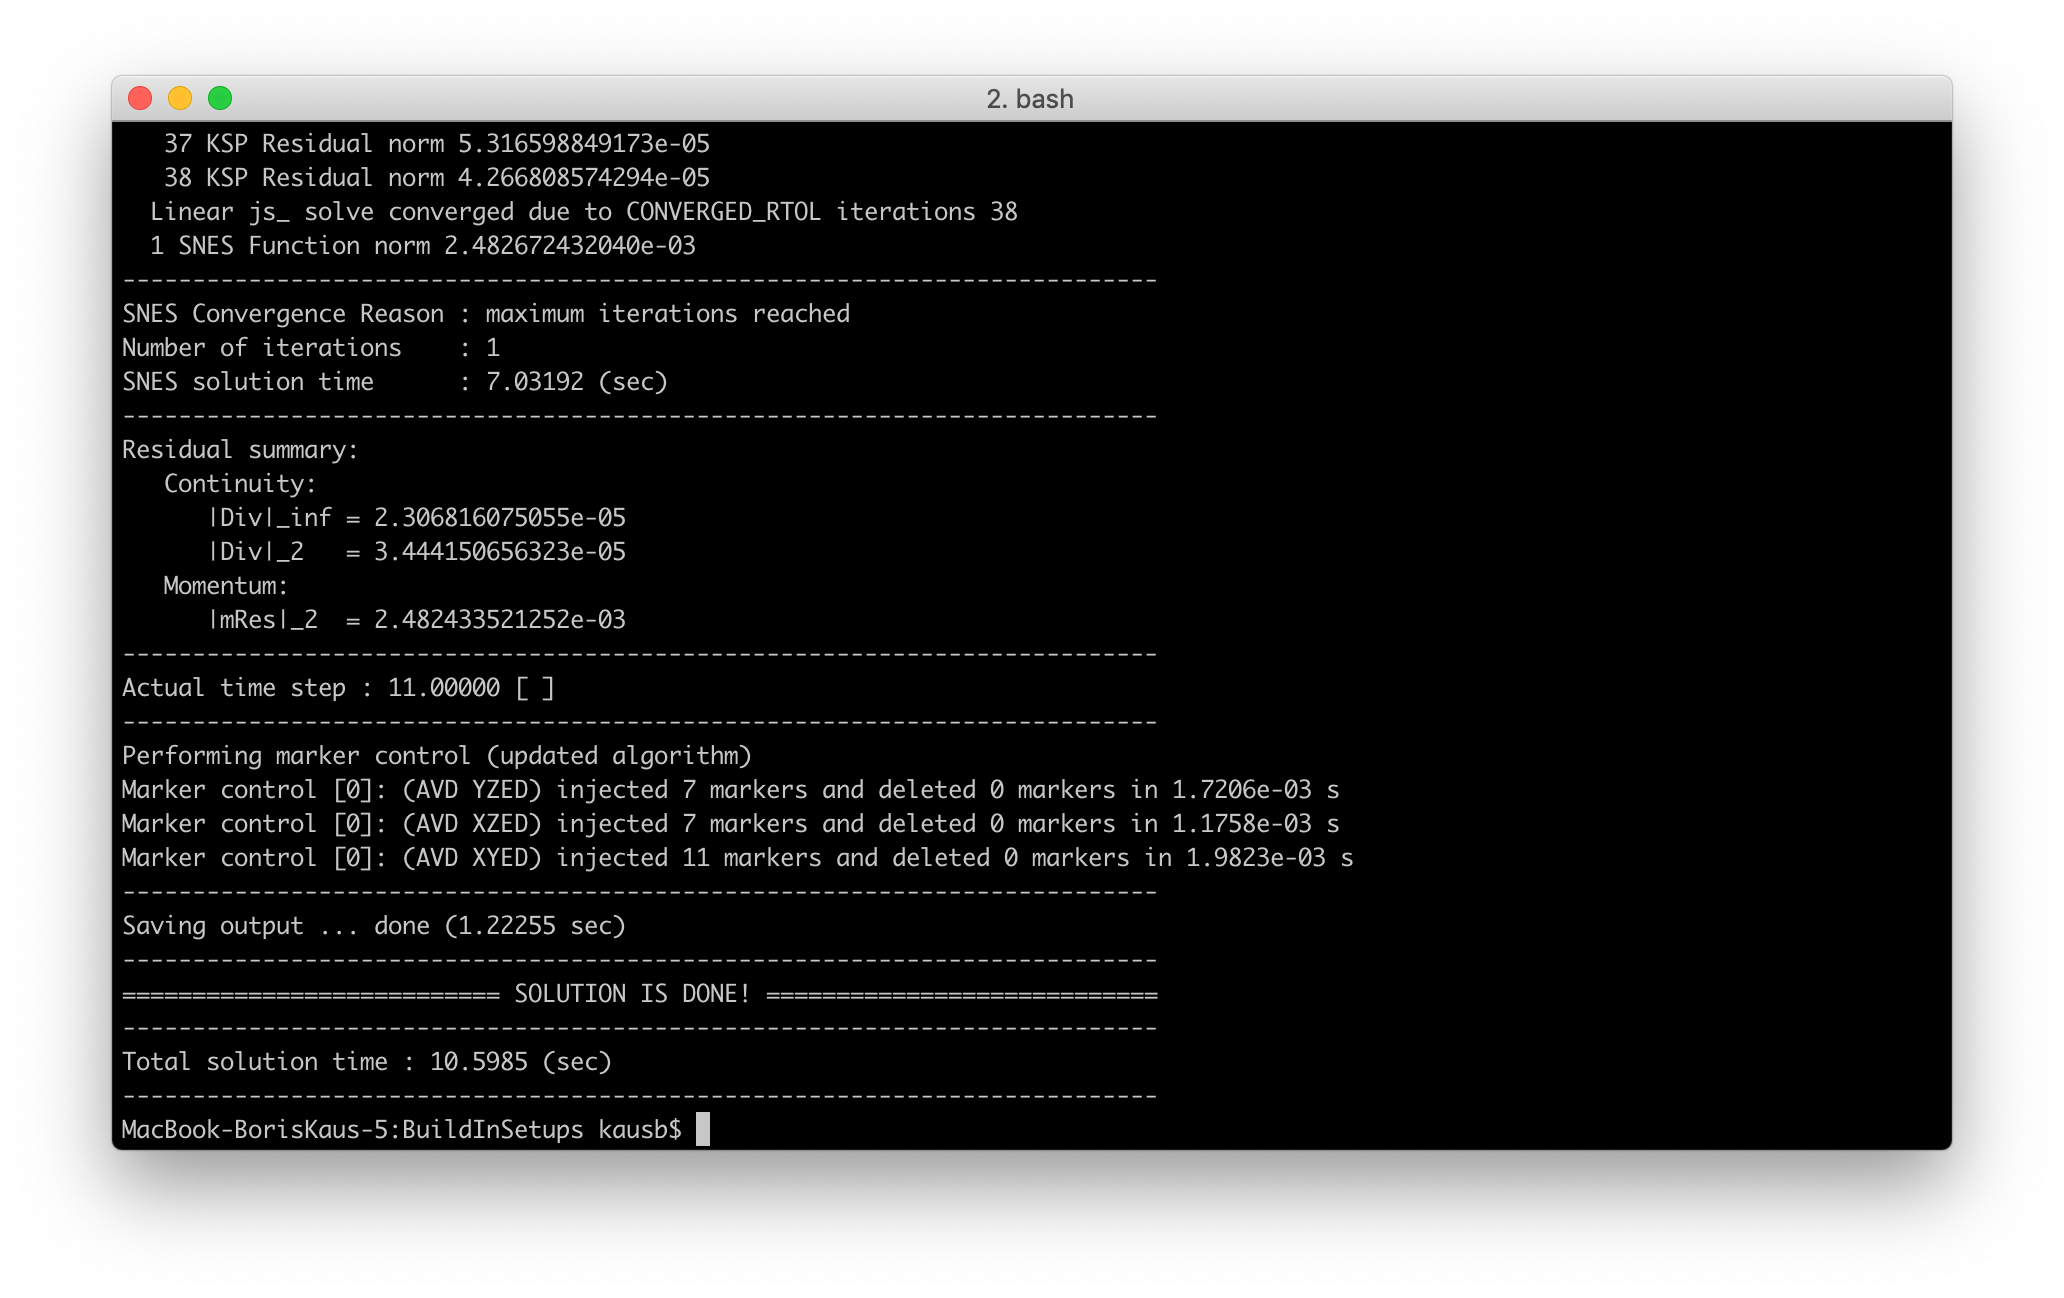 2. bash
37 KSP Residual norm 5.316598849173e-05
38 KSP Residual norm 4.266808574294e-05
Linear js_ solve converged due to CONVERGED_RTOL iterations 38
1 SNES Function norm 2.482672432040e-03
--------------------------------------------------------------------------
SNES Convergence Reason : maximum iterations reached
Number of iterations    : 1
SNES solution time      : 7.03192 (sec)
--------------------------------------------------------------------------
Residual summary:
Continuity:
|Div|_inf = 2.306816075055e-05
|Div|_2   = 3.444150656323e-05
Momentum:
|mRes|_2  = 2.482433521252e-03
--------------------------------------------------------------------------
Actual time step : 11.00000 [ ]
--------------------------------------------------------------------------
Performing marker control (updated algorithm)
Marker control [0]: (AVD YZED) injected 7 markers and deleted 0 markers in 1.7206e-03 s
Marker control [0]: (AVD XZED) injected 7 markers and deleted 0 markers in 1.1758e-03 s
Marker control [0]: (AVD XYED) injected 11 markers and deleted 0 markers in 1.9823e-03 s
--------------------------------------------------------------------------
Saving output ... done (1.22255 sec)
--------------------------------------------------------------------------
=========================== SOLUTION IS DONE! ============================
--------------------------------------------------------------------------
Total solution time : 10.5985 (sec)
--------------------------------------------------------------------------
MacBook-BorisKaus-5:BuildInSetups kausb$